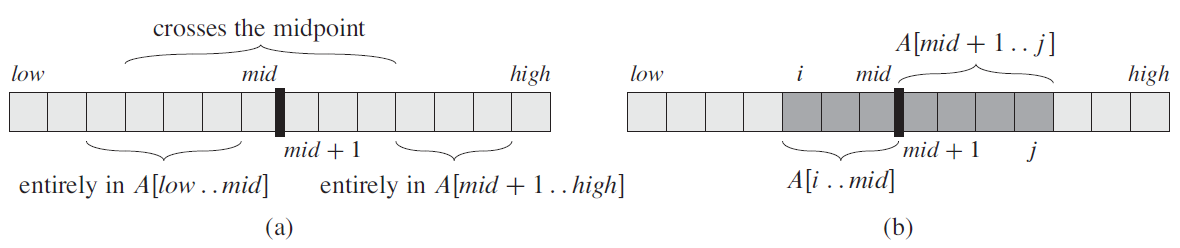 crosses the midpoint
low mid high
mid + 1
entirely in A[low . . mid] entirely in A[mid + 1 . . high]
(a)
A[mid + 1 . . j]
low i mid high
mid + 1 j
A[i . . mid]
(b)